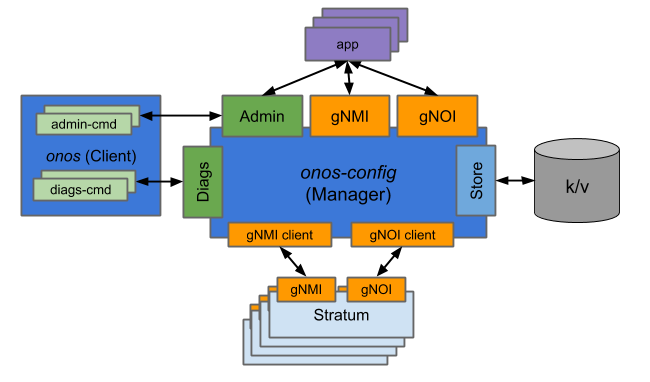 app
Admin
gNMI
gNOI
admin-cmd
onos (Client)
diags-cmd
Diags
onos-config
(Manager)
Store
k/v
gNMI client
gNOI client
gNMI
gNOI
Stratum